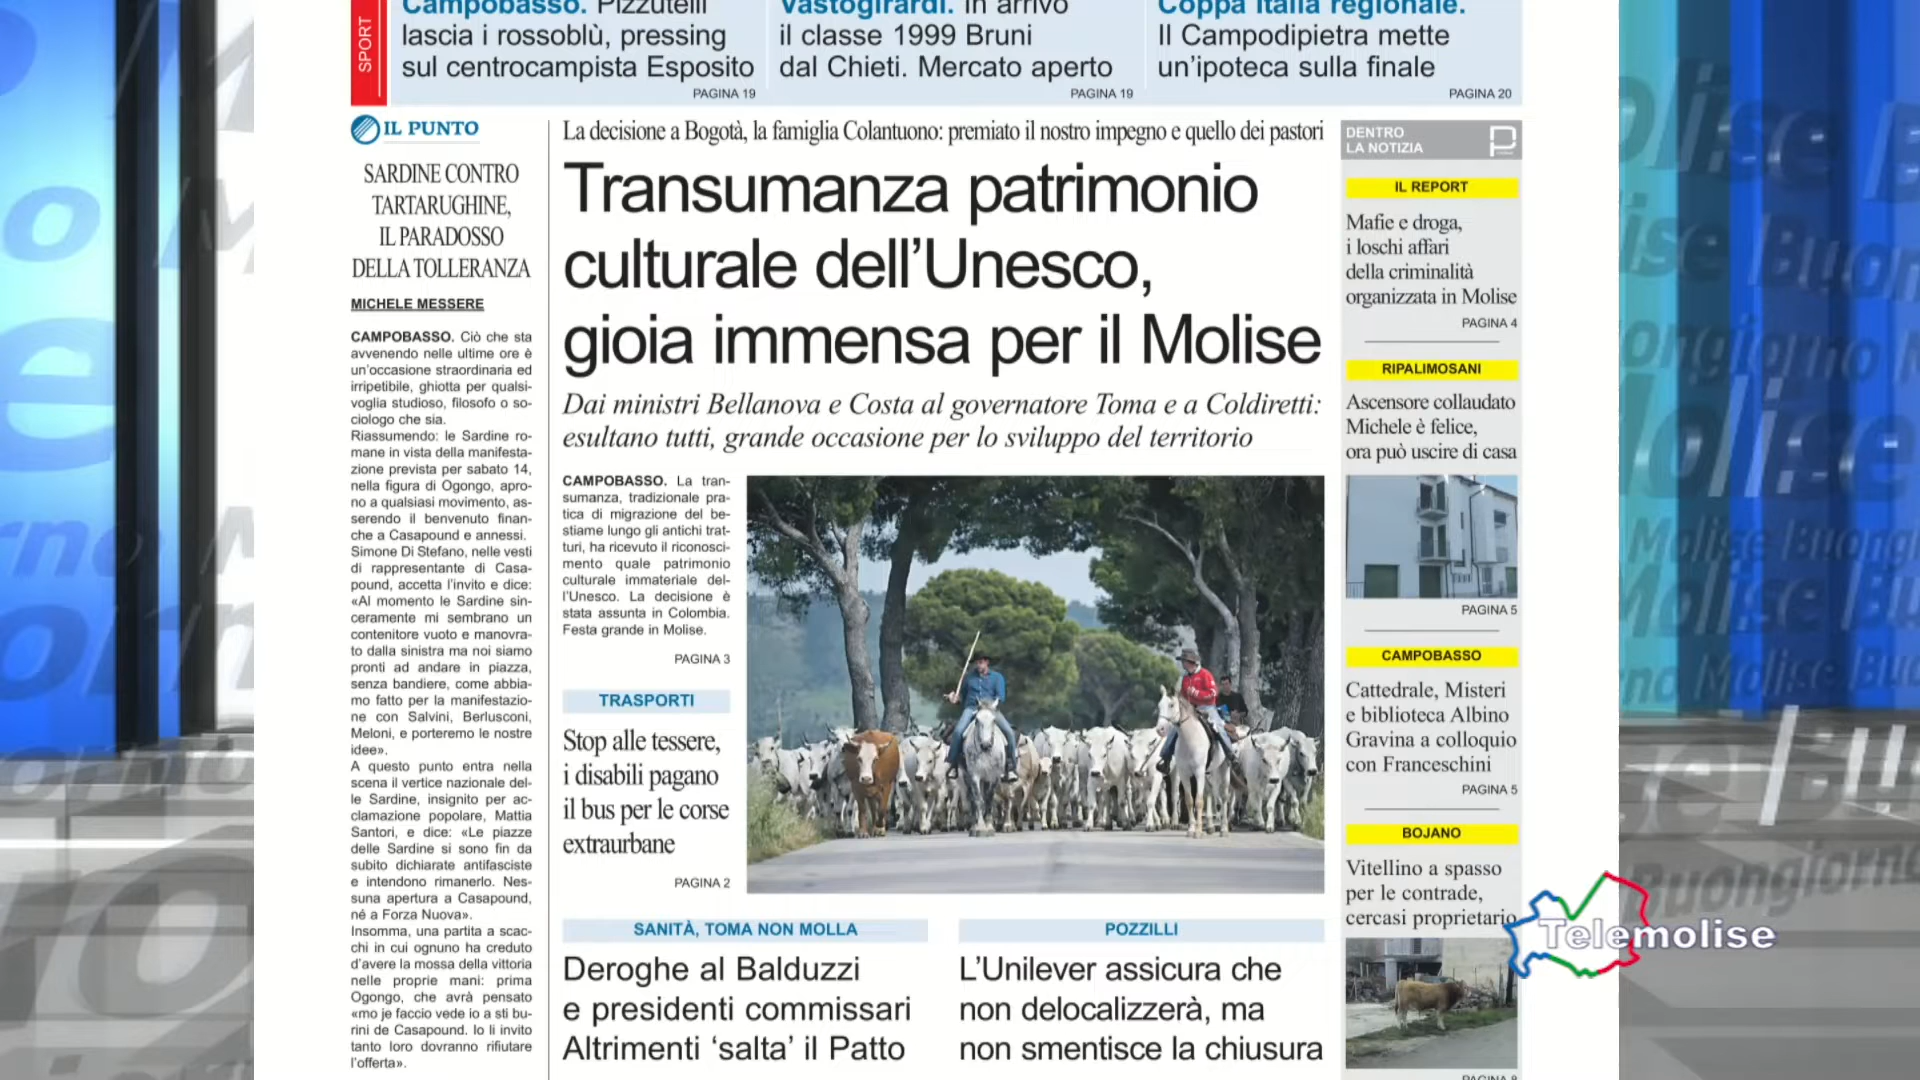 SPORT
Campobasso. Pizzutelli
lascia i rossoblù, pressing
sul centrocampista Esposito
PAGINA 19
Vastogirardi. In arrivo
il classe 1999 Bruni
dal Chieti. Mercato aperto
PAGINA 19
Coppa Italia regionale.
Il Campodipietra mette
un'ipoteca sulla finale
PAGINA 20
IL PUNTO
SARDINE CONTRO
TARTARUGHINE,
IL PARADOSSO
DELLA TOLLERANZA
MICHELE MESSERE
CAMPOBASSO. Ciò che sta
avvenendo nelle ultime ore è
un'occasione straordinaria ed
irripetibile, ghiotta per qualsi-
voglia studioso, filosofo o so-
ciologo che sia.
Riassumendo: le Sardine ro-
mane in vista della manifesta-
zione prevista per sabato 14,
nella figura di Ogongo, apro-
no a qualsiasi movimento, as-
serendo il benvenuto finan-
che a Casapound e annessi.
Simone Di Stefano, nelle vesti
di rappresentante di Casa-
pound, accetta l'invito e dice:
«Al momento le Sardine sin-
ceramente mi sembrano un
contenitore vuoto e manovra-
to dalla sinistra ma noi siamo
pronti ad andare in piazza,
senza bandiere, come abbia-
mo fatto per la manifestazio-
ne con Salvini, Berlusconi,
Meloni, e porteremo le nostre
idee».
A questo punto entra nella
scena il vertice nazionale del-
le Sardine, insignito per ac-
clamazione popolare, Mattia
Santori, e dice: «Le piazze
delle Sardine si sono fin da
subito dichiarate antifasciste
e intendono rimanerlo. Nes-
suna apertura a Casapound,
né a Forza Nuova».
Insomma, una partita a scac-
chi in cui ognuno ha creduto
d'avere la mossa della vittoria
nelle proprie mani: prima
Ogongo, che avrà pensato
«mo je faccio vede io a sti bu-
rini de Casapound. Io li invito
tanto loro dovranno rifiutare
l'offerta».
La decisione a Bogotà, la famiglia Colantuono: premiato il nostro impegno e quello dei pastori
Transumanza patrimonio
culturale dell'Unesco,
gioia immensa per il Molise
Dai ministri Bellanova e Costa al governatore Toma e a Coldiretti:
esultano tutti, grande occasione per lo sviluppo del territorio
CAMPOBASSO. La tran-
sumanza, tradizionale pra-
tica di migrazione del be-
stiame lungo gli antichi trat-
turi, ha ricevuto il riconosci-
mento quale patrimonio
culturale immateriale del-
l'Unesco. La decisione è
stata assunta in Colombia.
Festa grande in Molise.
PAGINA 3
TRASPORTI
Stop alle tessere,
i disabili pagano
il bus per le corse
extraurbane
PAGINA 2
SANITÀ, TOMA NON MOLLA
Deroghe al Balduzzi
e presidenti commissari
Altrimenti 'salta' il Patto
POZZILLI
L'Unilever assicura che
non delocalizzerà, ma
non smentisce la chiusura
DENTRO
LA NOTIZIA
IL REPORT
Mafie e droga,
i loschi affari
della criminalità
organizzata in Molise
PAGINA 4
RIPALIMOSANI
Ascensore collaudato
Michele è felice,
ora può uscire di casa
PAGINA 5
CAMPOBASSO
Cattedrale, Misteri
e biblioteca Albino
Gravina a colloquio
con Franceschini
PAGINA 5
BOJANO
Vitellino a spasso
per le contrade,
cercasi proprietario
Telemolise